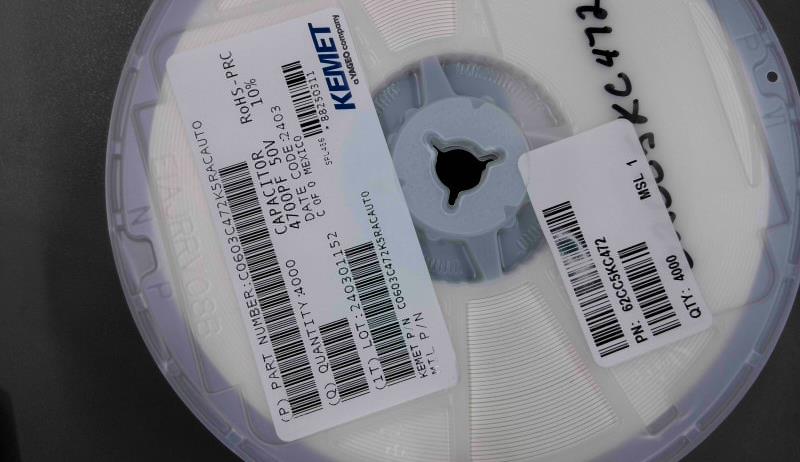 RoHS-PRC
10%
KEMET
a YAGEO company
(P) PART NUMBER:C0603C472K5RACAUTO
CAPACITOR
4700PF 50V
DATE CODE:2403
C OF O MEXICO
(Q) QUANTITY:4000
(1T) LOT:240301152
KEMET P/N C0603C472K5RACAUTO
MTL P/N
MSL 1
PN: 62CC5KC472
QTY: 4000
KC472